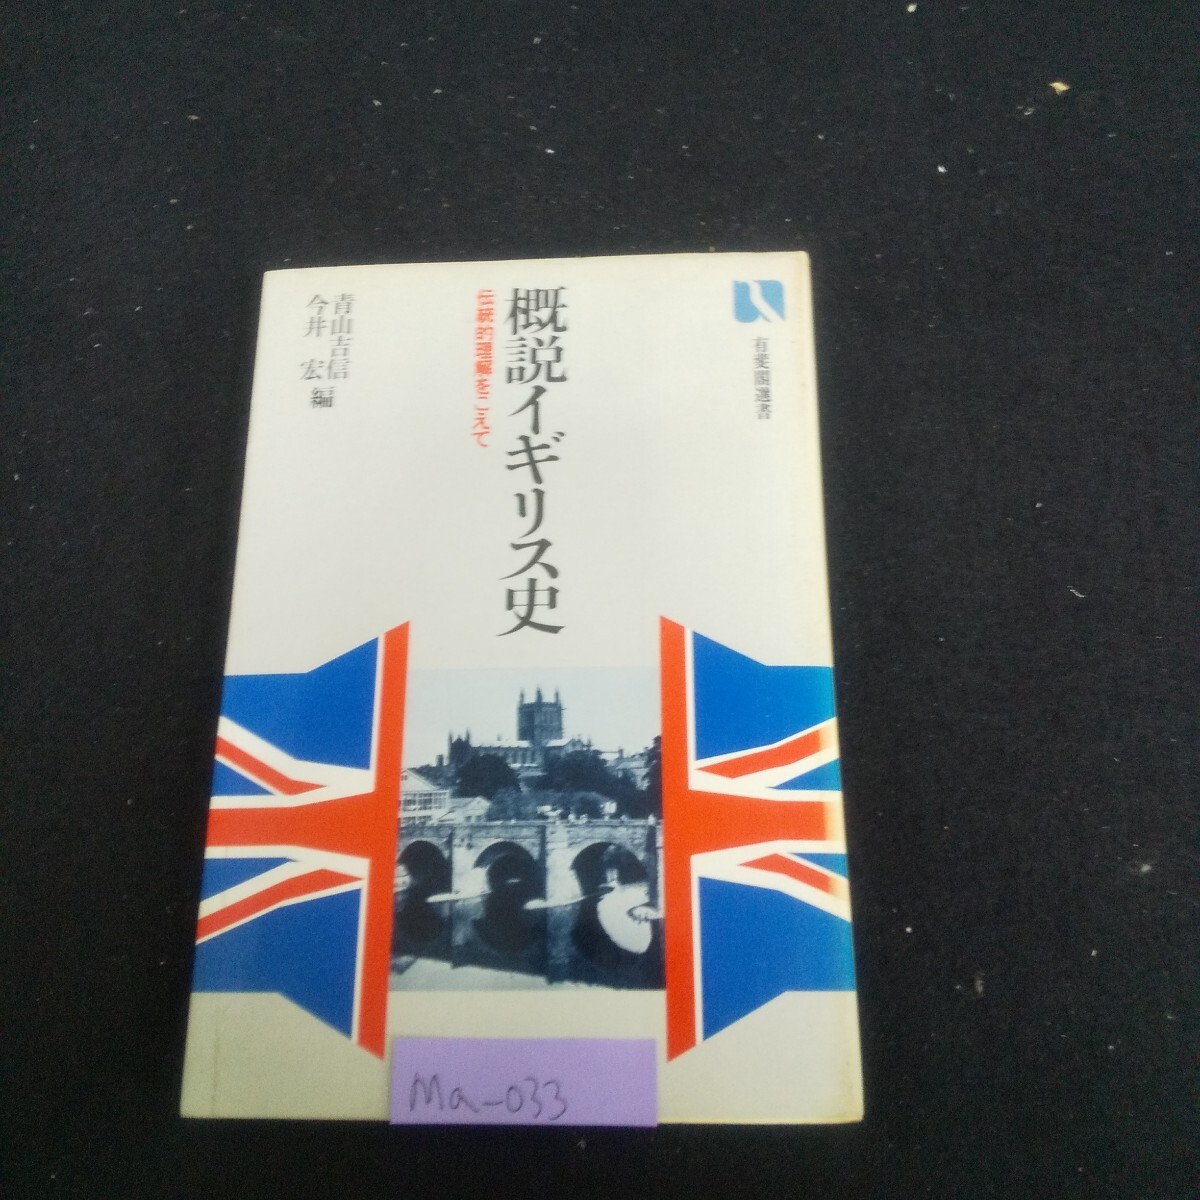 有斐閣選書
概説イギリス史
伝統的理解をこえて
青山吉信
今井 宏 編
Ma-033